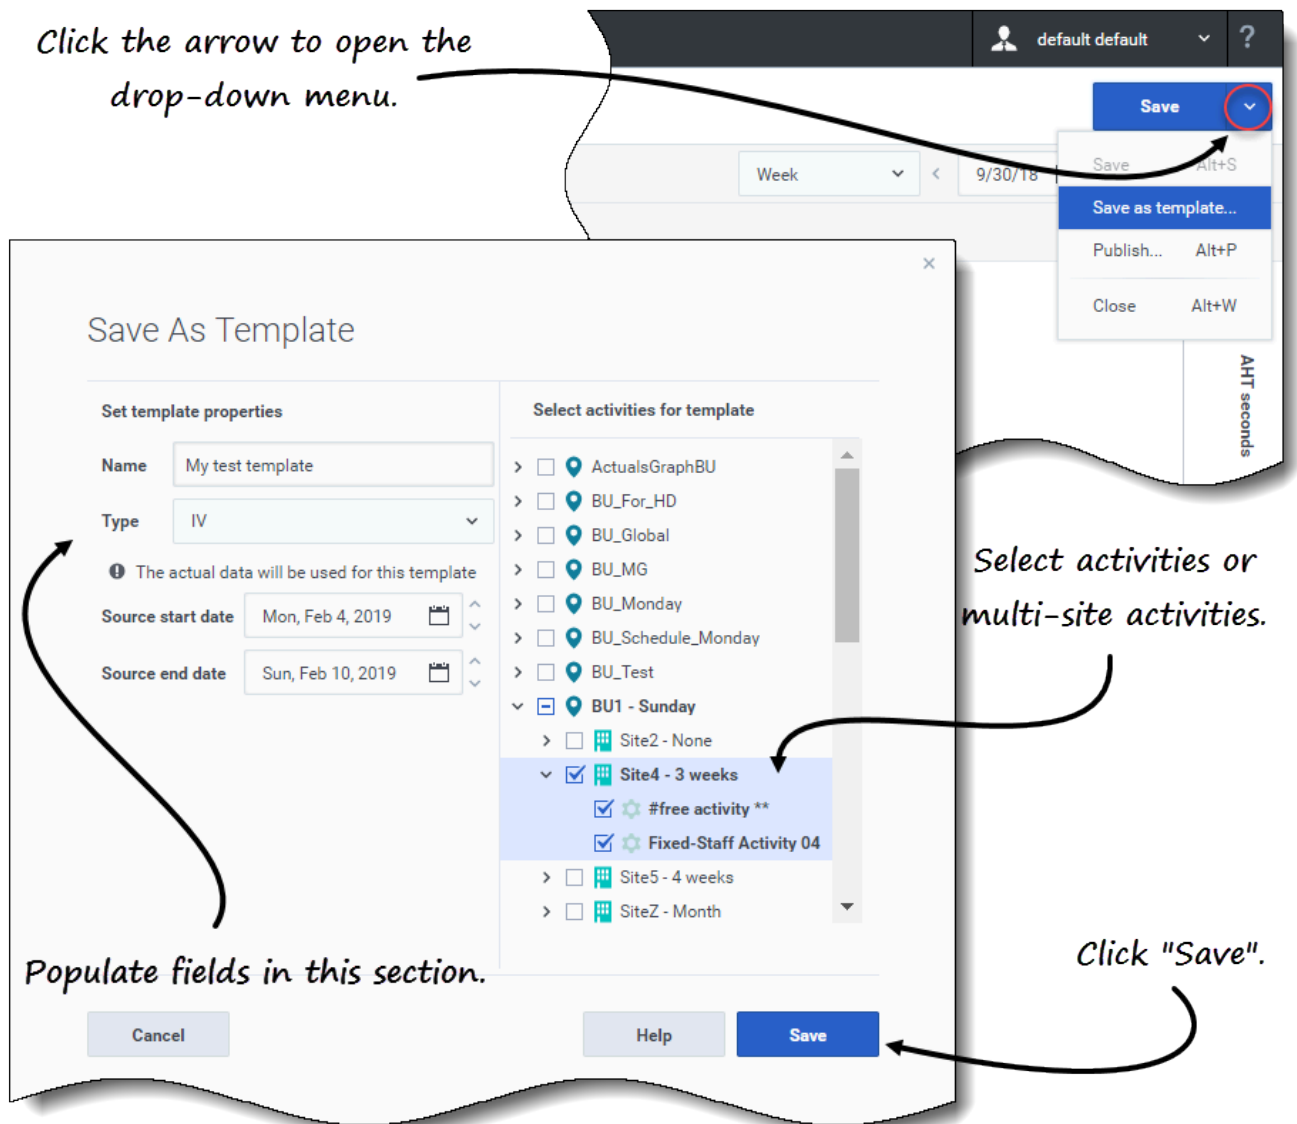 Click the arrow to open the
drop-down menu.
default default
?
Save
Week
<
9/30/18
Save Alt+S
Save as template...
Publish... Alt+P
Close Alt+W
AHT seconds
Save As Template
Set template properties
Name My test template
Type IV
The actual data will be used for this template
Source start date Mon, Feb 4, 2019
Source end date Sun, Feb 10, 2019
Select activities for template
ActualsGraphBU
BU_For_HD
BU_Global
BU_MG
BU_Monday
BU_Schedule_Monday
BU_Test
BU1 - Sunday
Site2 - None
Site4 - 3 weeks
#free activity **
Fixed-Staff Activity 04
Site5 - 4 weeks
SiteZ - Month
Select activities or
multi-site activities.
Populate fields in this section.
Click "Save".
Cancel
Help
Save